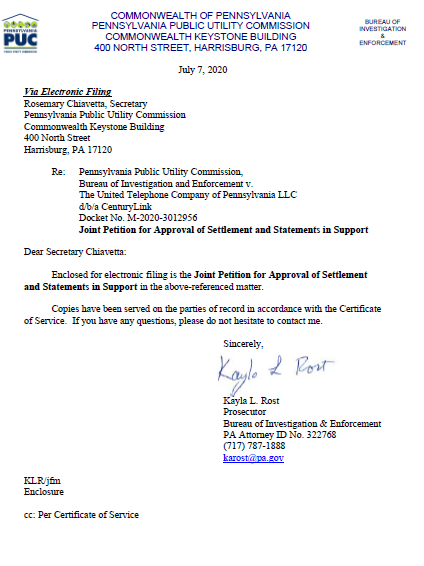 COMMONWEALTH OF PENNSYLVANIA
PENNSYLVANIA PUBLIC UTILITY COMMISSION
COMMONWEALTH KEYSTONE BUILDING
400 NORTH STREET, HARRISBURG, PA 17120
BUREAU OF
INVESTIGATION
&
ENFORCEMENT
PENNSYLVANIA
PUC
July 7, 2020
Via Electronic Filing
Rosemary Chiavetta, Secretary
Pennsylvania Public Utility Commission
Commonwealth Keystone Building
400 North Street
Harrisburg, PA 17120
Re: Pennsylvania Public Utility Commission,
Bureau of Investigation and Enforcement v.
The United Telephone Company of Pennsylvania LLC
d/b/a CenturyLink
Docket No. M-2020-3012956
Joint Petition for Approval of Settlement and Statements in Support
Dear Secretary Chiavetta:
Enclosed for electronic filing is the Joint Petition for Approval of Settlement
and Statements in Support in the above-referenced matter.
Copies have been served on the parties of record in accordance with the Certificate
of Service. If you have any questions, please do not hesitate to contact me.
Sincerely,
Kayla L Rost
Kayla L. Rost
Prosecutor
Bureau of Investigation & Enforcement
PA Attorney ID No. 322768
(717) 787-1888
karost@pa.gov
KLR/jfm
Enclosure
cc: Per Certificate of Service